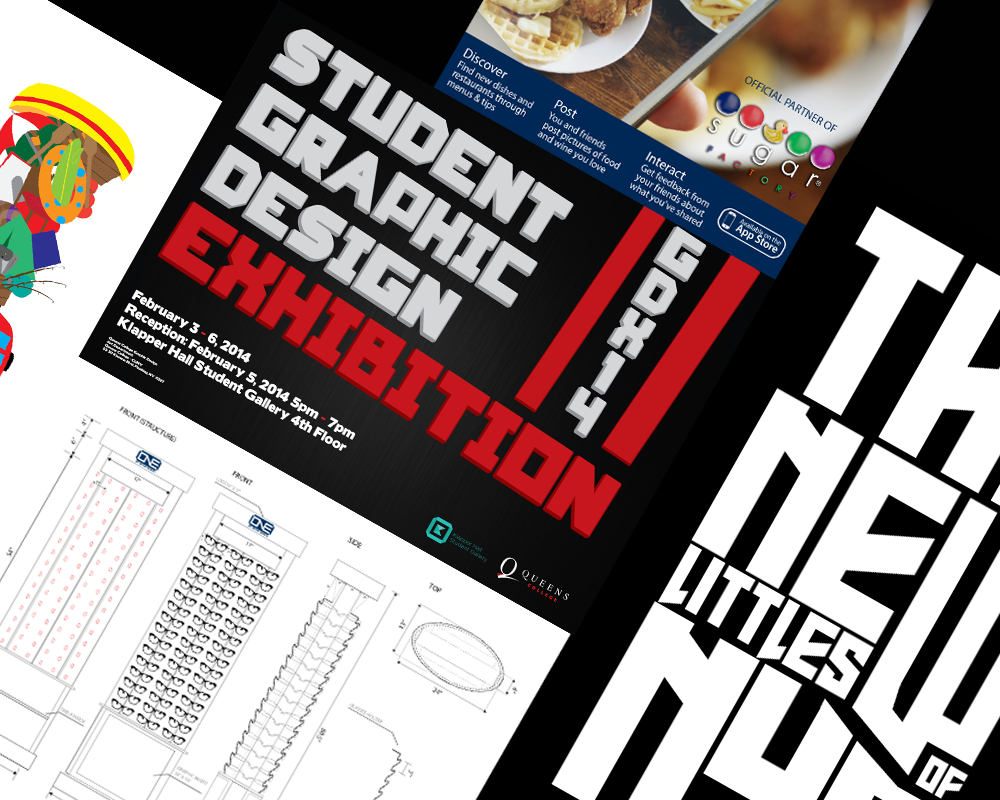 STUDENT
GRAPHIC
DESIGN
EXHIBITION
GDX14
February 3 - 6, 2014
Reception: February 5, 2014 5pm - 7pm
Klapper Hall Student Gallery 4th Floor
Klapper Hall
Student Gallery
QUEENS
COLLEGE
Discover
Find new dishes and
restaurants through
menus & tips
Post
You and friends
post pictures of food
and wine you love
Interact
Get feedback from
your friends about
what you've shared
Available on the
App Store
OFFICIAL PARTNER OF
sugar
FACTORY
NEW
LITTLES
OF
FRONT (STRUCTURE)
ONE
FRONT
ONE
SIDE
TOP